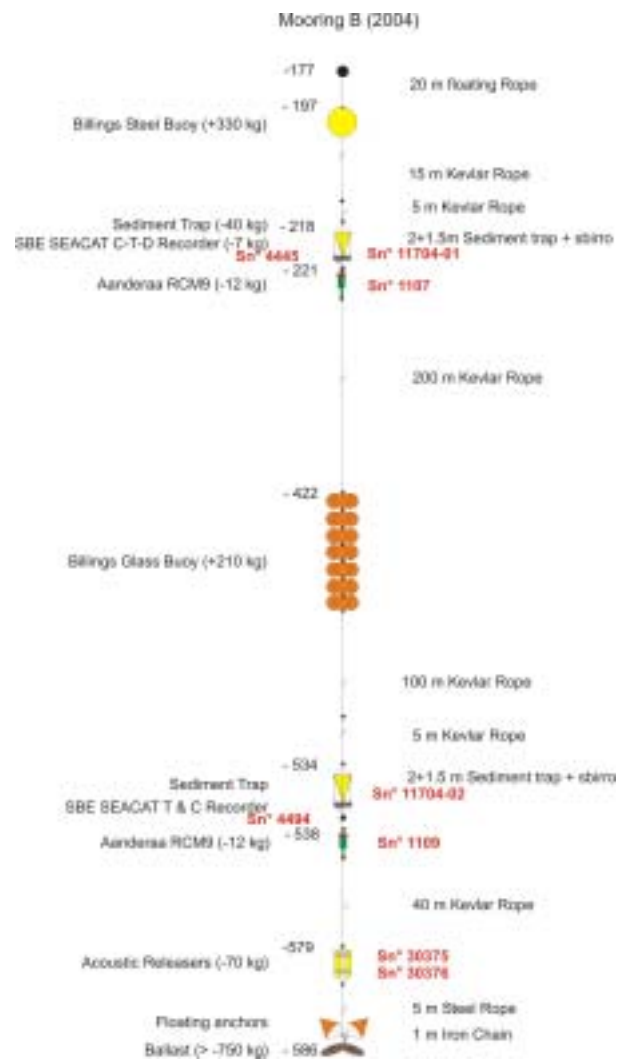 Mooring B (2004)
-177
20 m floating Rope
- 197
Billings Steel Buoy (+330 kg)
15 m Kevlar Rope
5 m Kevlar Rope
Sediment Trap (-40 kg)
- 218
2+1.5m Sediment trap + sbirro
SBE SEACAT C-T-D Recorder (-7 kg)
Sn° 4445
Sn° 11704-01
- 221
Aanderaa RCM9 (-12 kg)
Sn° 1107
200 m Kevlar Rope
- 422
Billings Glass Buoy (+210 kg)
100 m Kevlar Rope
5 m Kevlar Rope
- 534
2+1.5 m Sediment trap + sbirro
Sediment Trap
Sn° 11704-02
SBE SEACAT T & C Recorder
Sn° 4494
- 538
Aanderaa RCM9 (-12 kg)
Sn° 1109
40 m Kevlar Rope
-579
Sn° 30375
Acoustic Releasers (-70 kg)
Sn° 30376
5 m Steel Rope
Floating anchors
1 m Iron Chain
Ballast (> -750 kg)
- 586